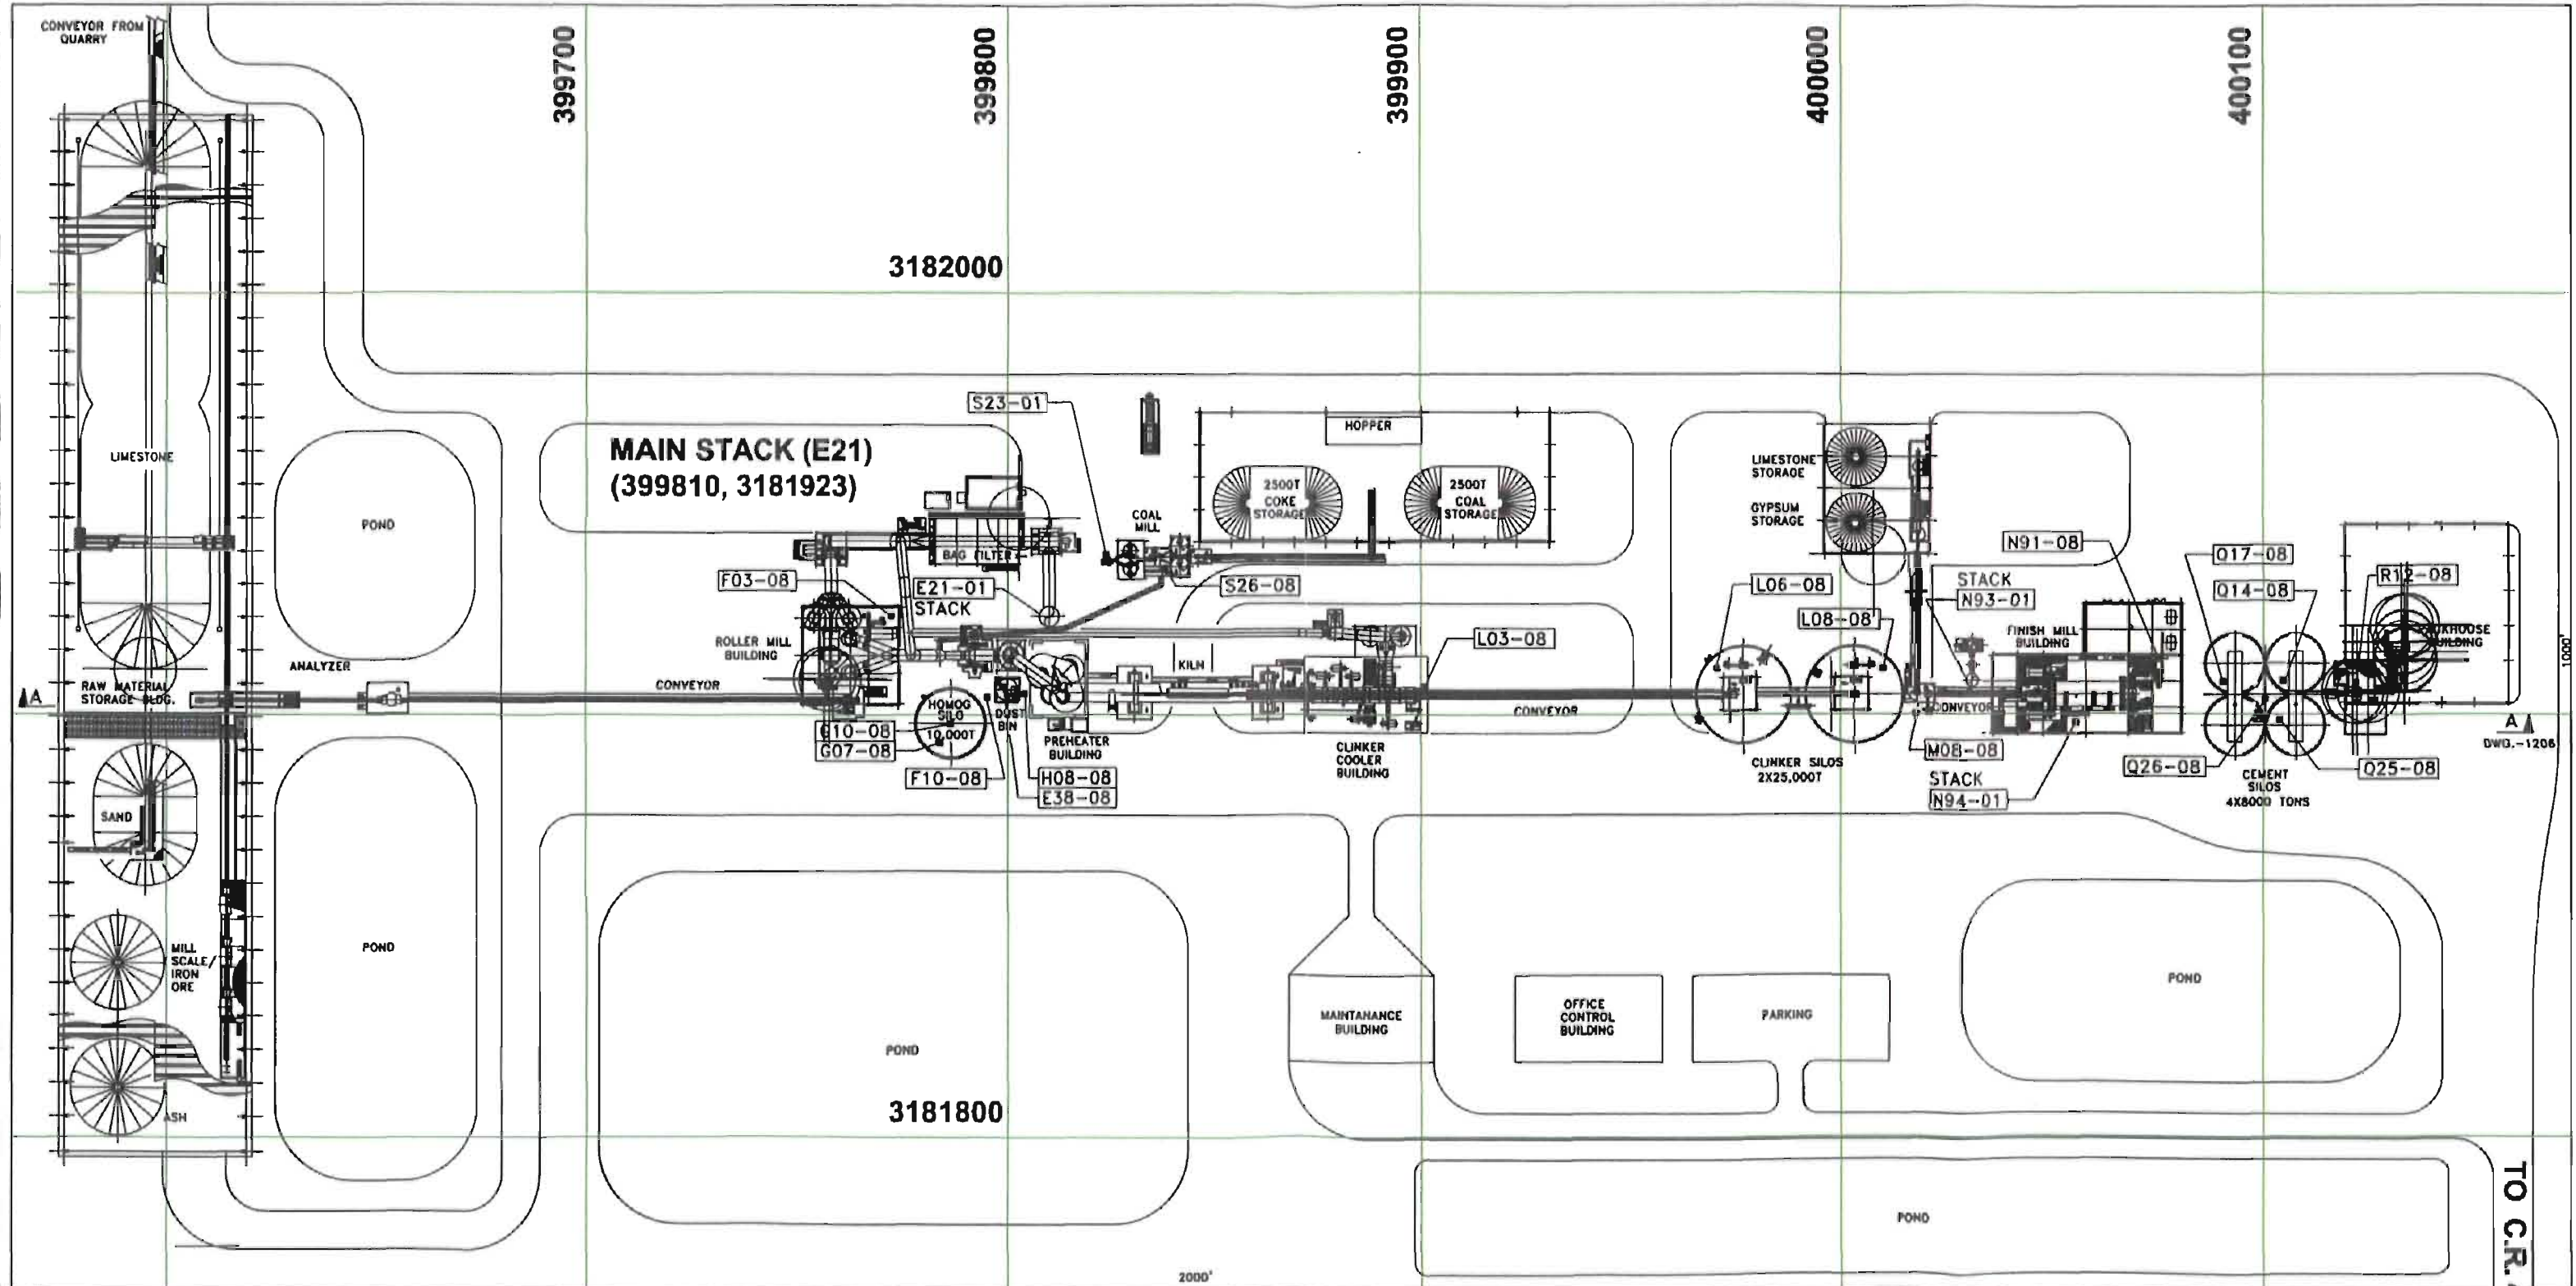 CONVEYOR FROM
QUARRY
399700
399800
399900
400000
400100
3182000
S23-01
MAIN STACK (E21)
(399810, 3181923)
HOPPER
LIMESTONE
POND
2500T
COKE
STORAGE
2500T
COAL
STORAGE
LIMESTONE
STORAGE
GYPSUM
STORAGE
COAL
MILL
BAG FILTER
F03-08
E21-01
STACK
S26-08
L06-08
L08-08
N91-08
STACK
N93-01
Q17-08
Q14-08
R12-08
ROLLER MILL
BUILDING
L03-08
FINISH MILL
BUILDING
BUILDING
ANALYZER
KILN
A
RAW MATERIAL
STORAGE BLDG.
CONVEYOR
HOMOG
SILO
10,000T
DUST
BIN
G10-08
G07-08
PREHEATER
BUILDING
F10-08
H08-08
E38-08
CLINKER
COOLER
BUILDING
CONVEYOR
CONVEYOR
CLINKER SILOS
2X25,000T
M08-08
STACK
N94-01
Q26-08
Q25-08
CEMENT
SILOS
4X8000 TONS
A
DWG.-1206
1000'
SAND
MILL
SCALE/
IRON
ORE
POND
POND
MAINTANANCE
BUILDING
OFFICE
CONTROL
BUILDING
PARKING
POND
ASH
3181800
POND
TO C.R.
2000'